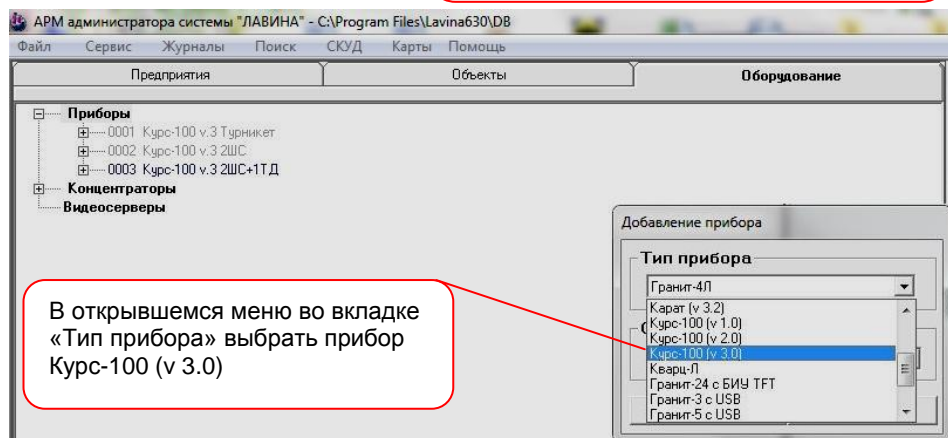 АРМ администратора системы "ЛАВИНА" - C:\Program Files\Lavina630\DB
Файл Сервис Журналы Поиск СКУД Карты Помощь
Предприятия Объекты Оборудование
Приборы
0001 Курс-100 v.3 Турникет
0002 Курс-100 v.3 2ШС
0003 Курс-100 v.3 2ШС+1ТД
Концентраторы
Видеосерверы
Добавление прибора
Тип прибора
Гранит-4Л
Карат (v 3.2)
Курс-100 (v 1.0)
Курс-100 (v 2.0)
Курс-100 (v 3.0)
Кварц-Л
Гранит-24 с БИУ TFT
Гранит-3 с USB
Гранит-5 с USB
В открывшемся меню во вкладке
«Тип прибора» выбрать прибор
Курс-100 (v 3.0)